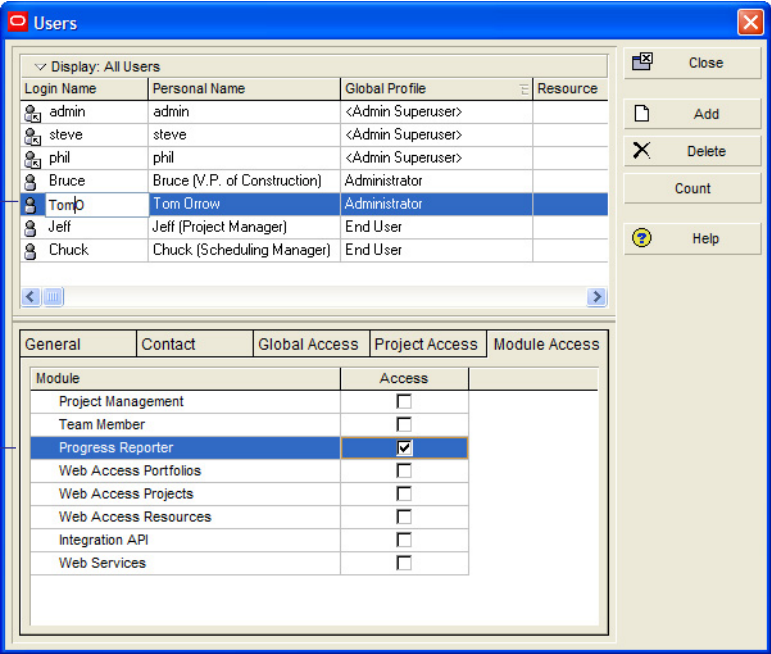 Users
Display: All Users
Login Name Personal Name Global Profile Resource
admin admin <Admin Superuser>
steve steve <Admin Superuser>
phil phil <Admin Superuser>
Bruce Bruce (V.P. of Construction) Administrator
TomO Tom Orrow Administrator
Jeff Jeff (Project Manager) End User
Chuck Chuck (Scheduling Manager) End User
Close
Add
Delete
Count
Help
General Contact Global Access Project Access Module Access
Module Access
Project Management
Team Member
Progress Reporter
Web Access Portfolios
Web Access Projects
Web Access Resources
Integration API
Web Services